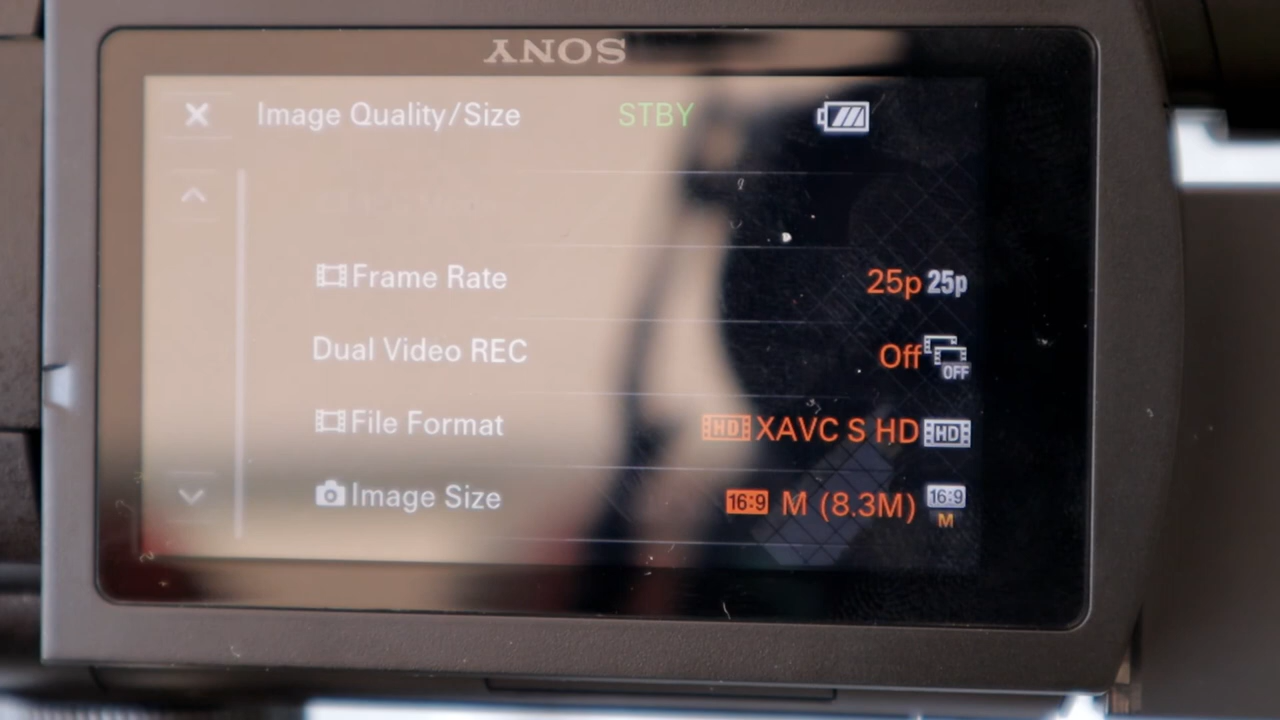 SONY
Image Quality/Size STBY
Frame Rate 25p 25p
Dual Video REC Off OFF
File Format HD XAVC S HD HD
Image Size 16:9 M (8.3M) 16:9 M